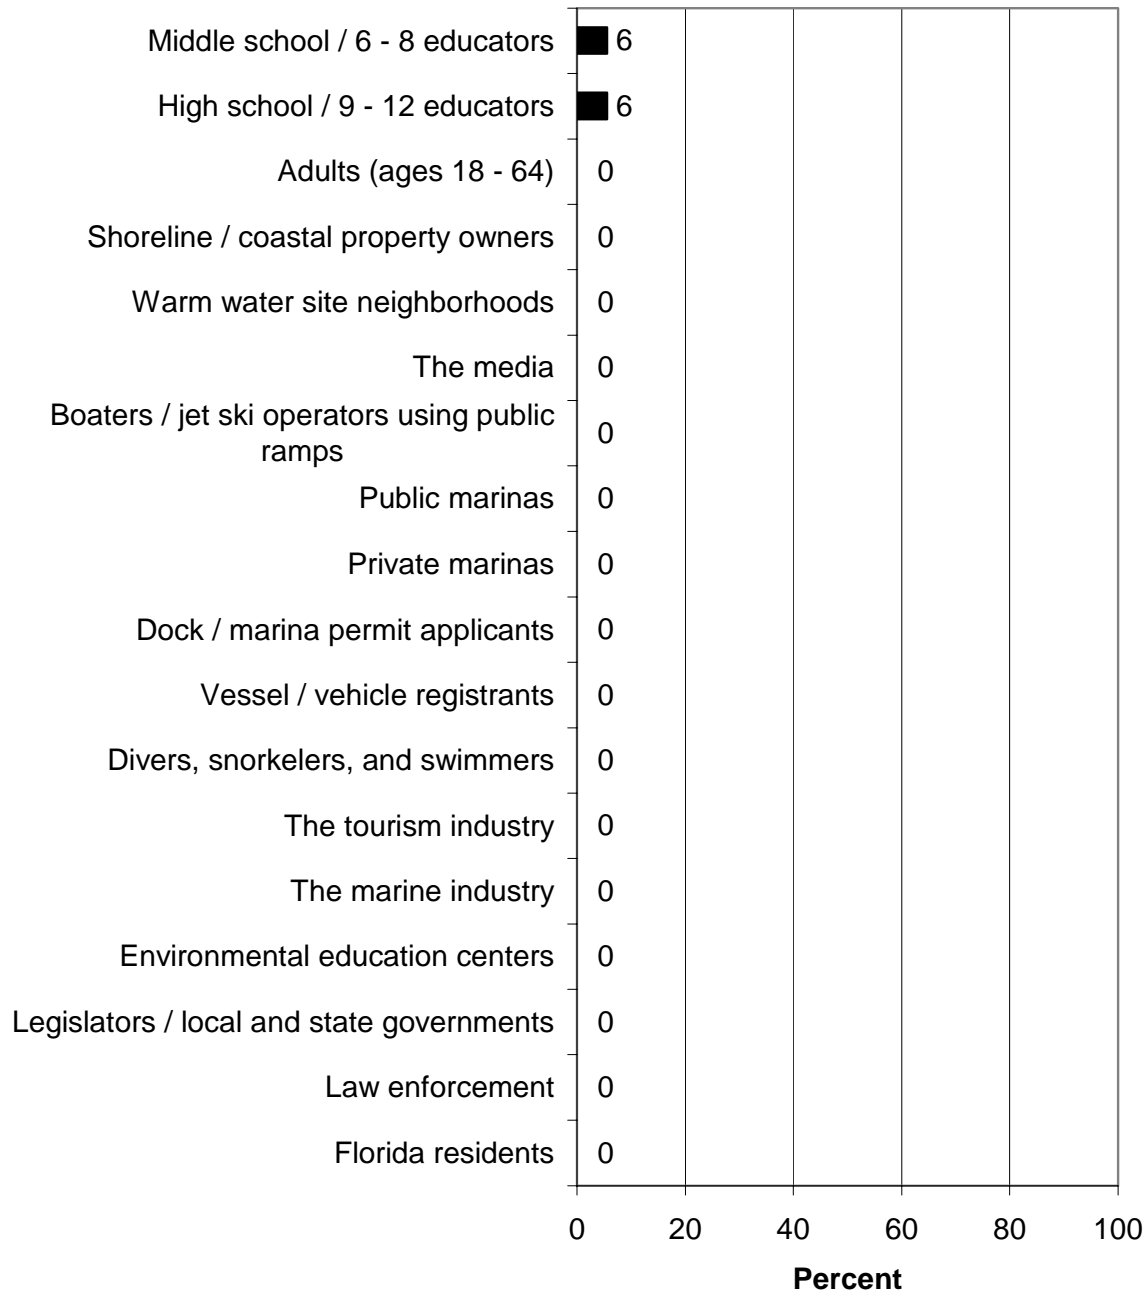 Middle school / 6 - 8 educators 6
High school / 9 - 12 educators 6
Adults (ages 18 - 64) 0
Shoreline / coastal property owners 0
Warm water site neighborhoods 0
The media 0
Boaters / jet ski operators using public
ramps 0
Public marinas 0
Private marinas 0
Dock / marina permit applicants 0
Vessel / vehicle registrants 0
Divers, snorkelers, and swimmers 0
The tourism industry 0
The marine industry 0
Environmental education centers 0
Legislators / local and state governments 0
Law enforcement 0
Florida residents 0
0 20 40 60 80 100
Percent